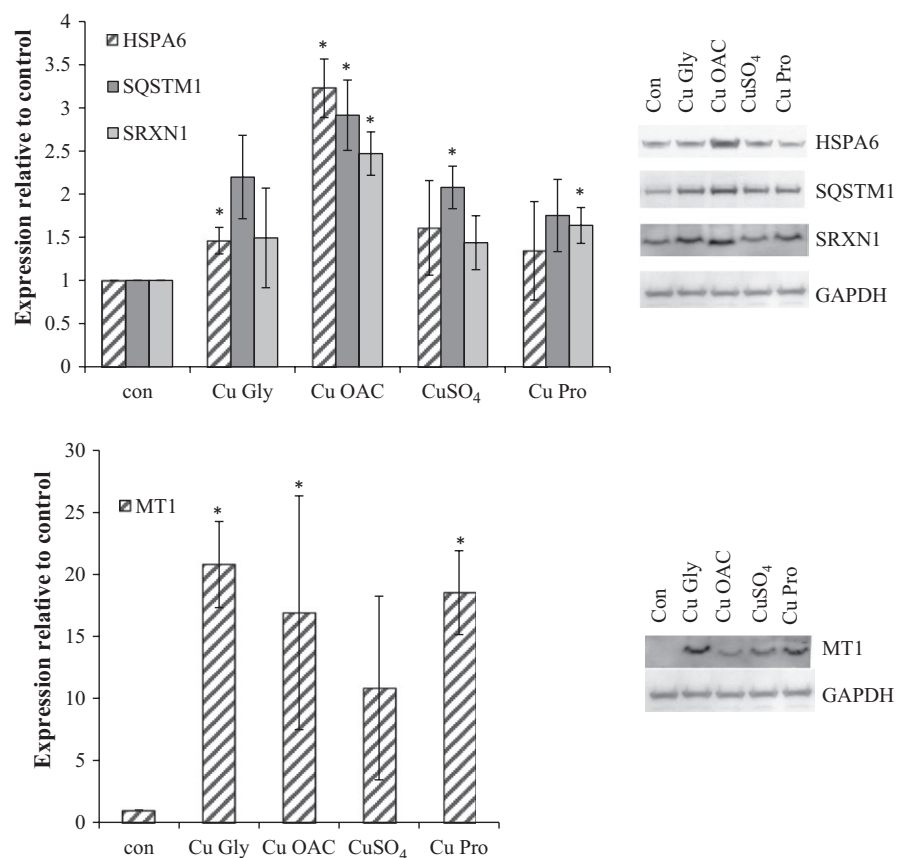 Expression relative to control
4
3.5
3
2.5
2
1.5
1
0.5
0
HSPA6
SQSTM1
SRXN1
* * * * * *
con Cu Gly Cu OAC CuSO₄ Cu Pro
Con Cu Gly Cu OAC CuSO₄ Cu Pro
HSPA6
SQSTM1
SRXN1
GAPDH
Expression relative to control
30
25
20
15
10
5
0
MT1
* * *
con Cu Gly Cu OAC CuSO₄ Cu Pro
Con Cu Gly Cu OAC CuSO₄ Cu Pro
MT1
GAPDH